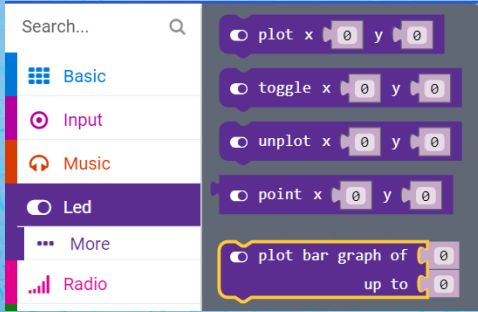 Search...
Basic
Input
Music
Led
More
Radio
plot x 0 y 0
toggle x 0 y 0
unplot x 0 y 0
point x 0 y 0
plot bar graph of 0
up to 0